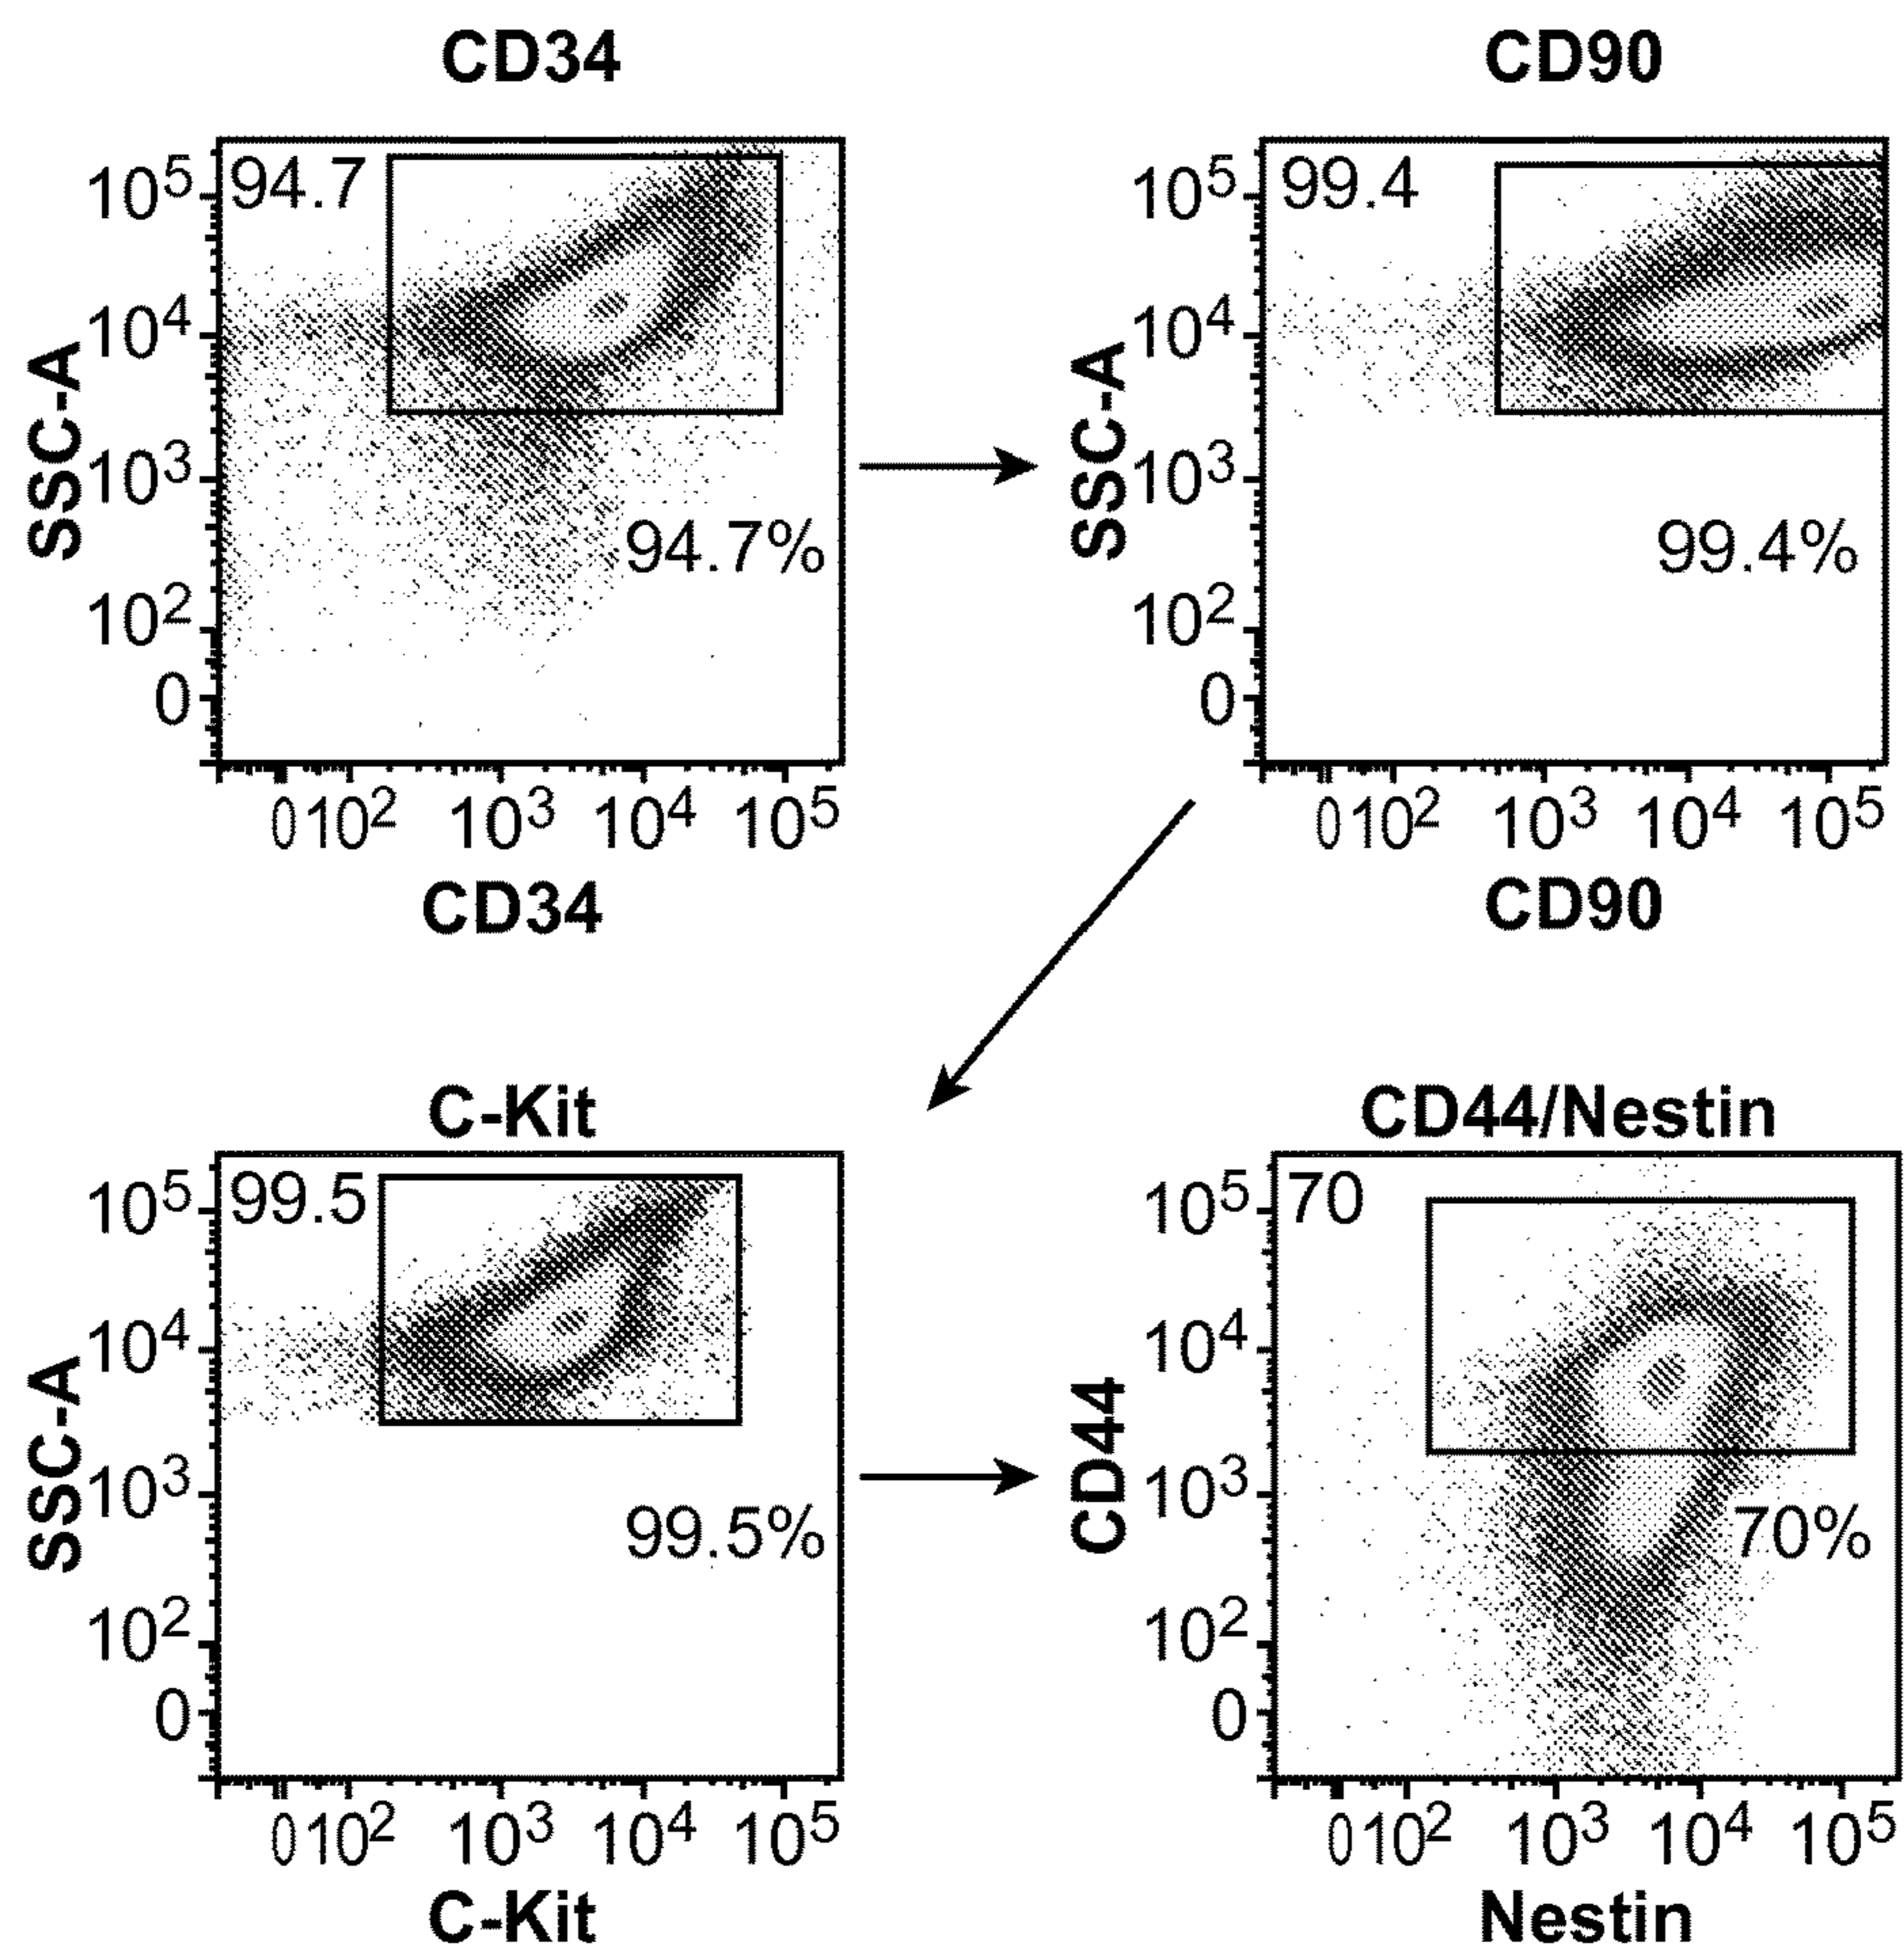 CD34
SSC-A
10⁵
10⁴
10³
10²
0
94.7
94.7%
0 10² 10³ 10⁴ 10⁵
CD34
CD90
SSC-A
10⁵
10⁴
10³
10²
0
99.4
99.4%
0 10² 10³ 10⁴ 10⁵
CD90
C-Kit
SSC-A
10⁵
10⁴
10³
10²
0
99.5
99.5%
0 10² 10³ 10⁴ 10⁵
C-Kit
CD44/Nestin
CD44
10⁵
10⁴
10³
10²
0
70
70%
0 10² 10³ 10⁴ 10⁵
Nestin